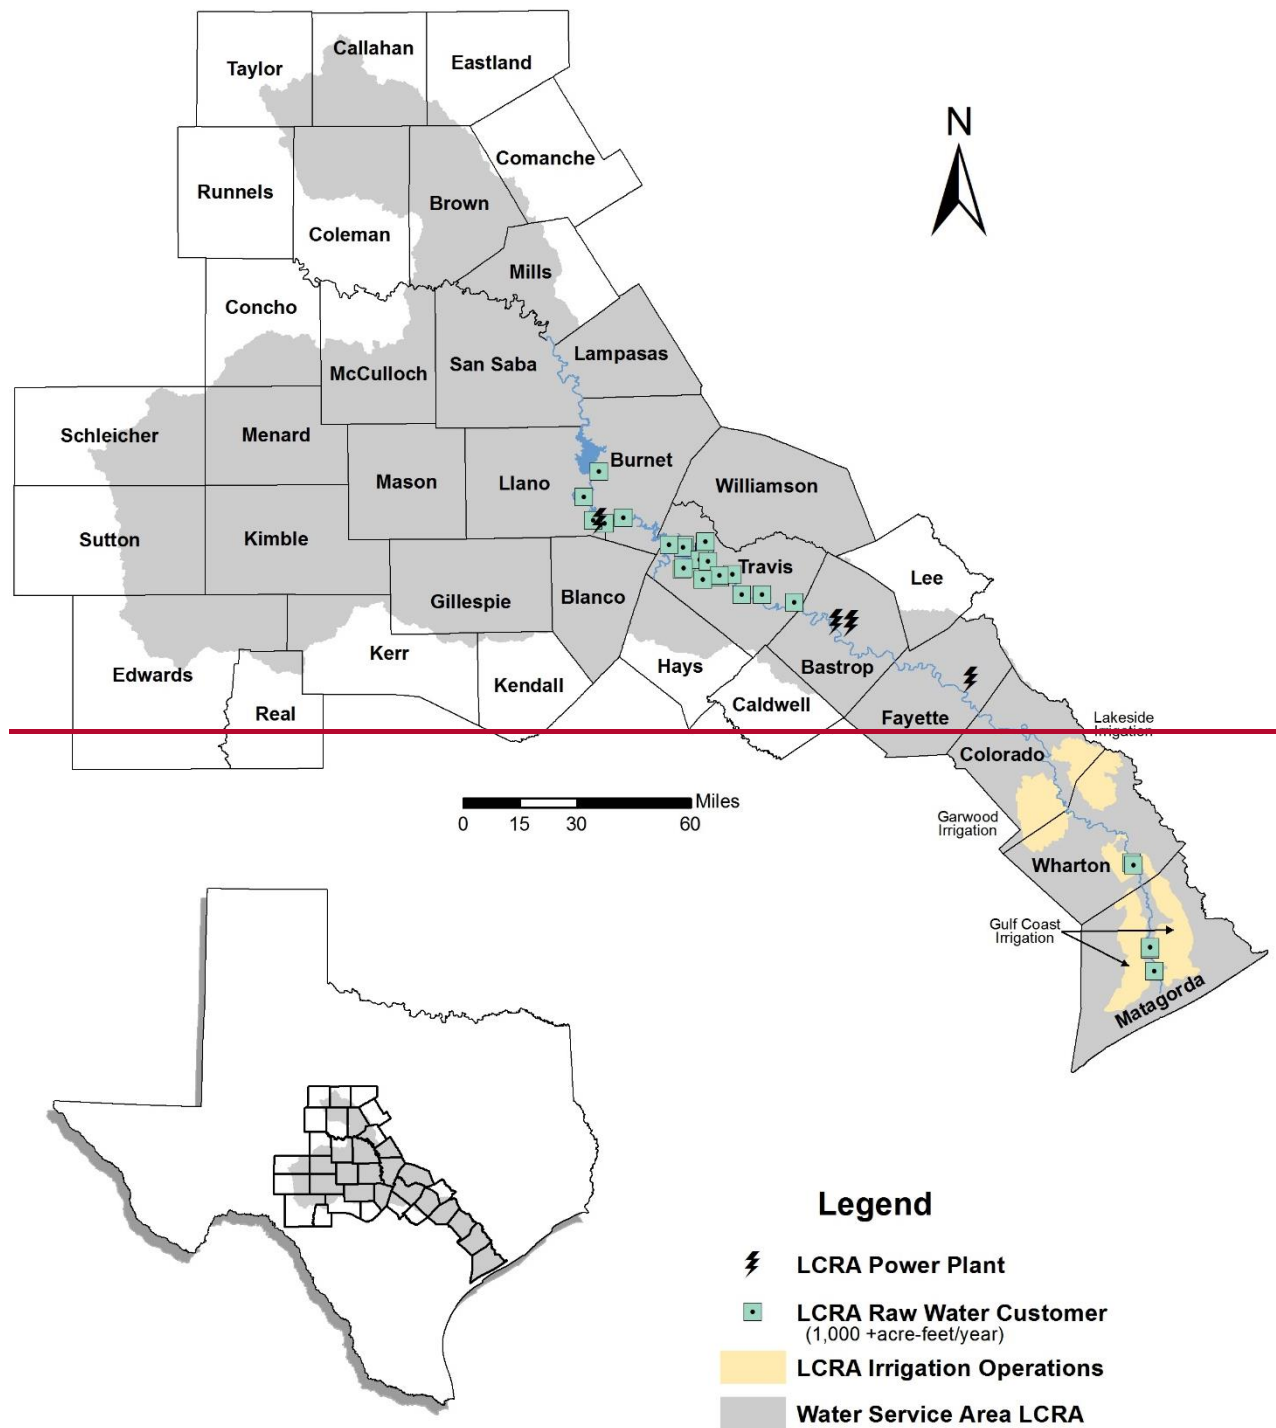 Callahan
Eastland
Taylor
N
Comanche
Runnels
Brown
Coleman
Mills
Concho
Lampasas
San Saba
McCulloch
Schleicher
Menard
Burnet
Mason
Llano
Williamson
Sutton
Kimble
Travis
Lee
Blanco
Gillespie
Kerr
Hays
Bastrop
Edwards
Kendall
Caldwell
Real
Fayette
Lakeside
Irrigation
Colorado
Miles
0 15 30 60
Garwood
Irrigation
Wharton
Gulf Coast
Irrigation
Matagorda
Legend
LCRA Power Plant
LCRA Raw Water Customer
(1,000 +acre-feet/year)
LCRA Irrigation Operations
Water Service Area LCRA